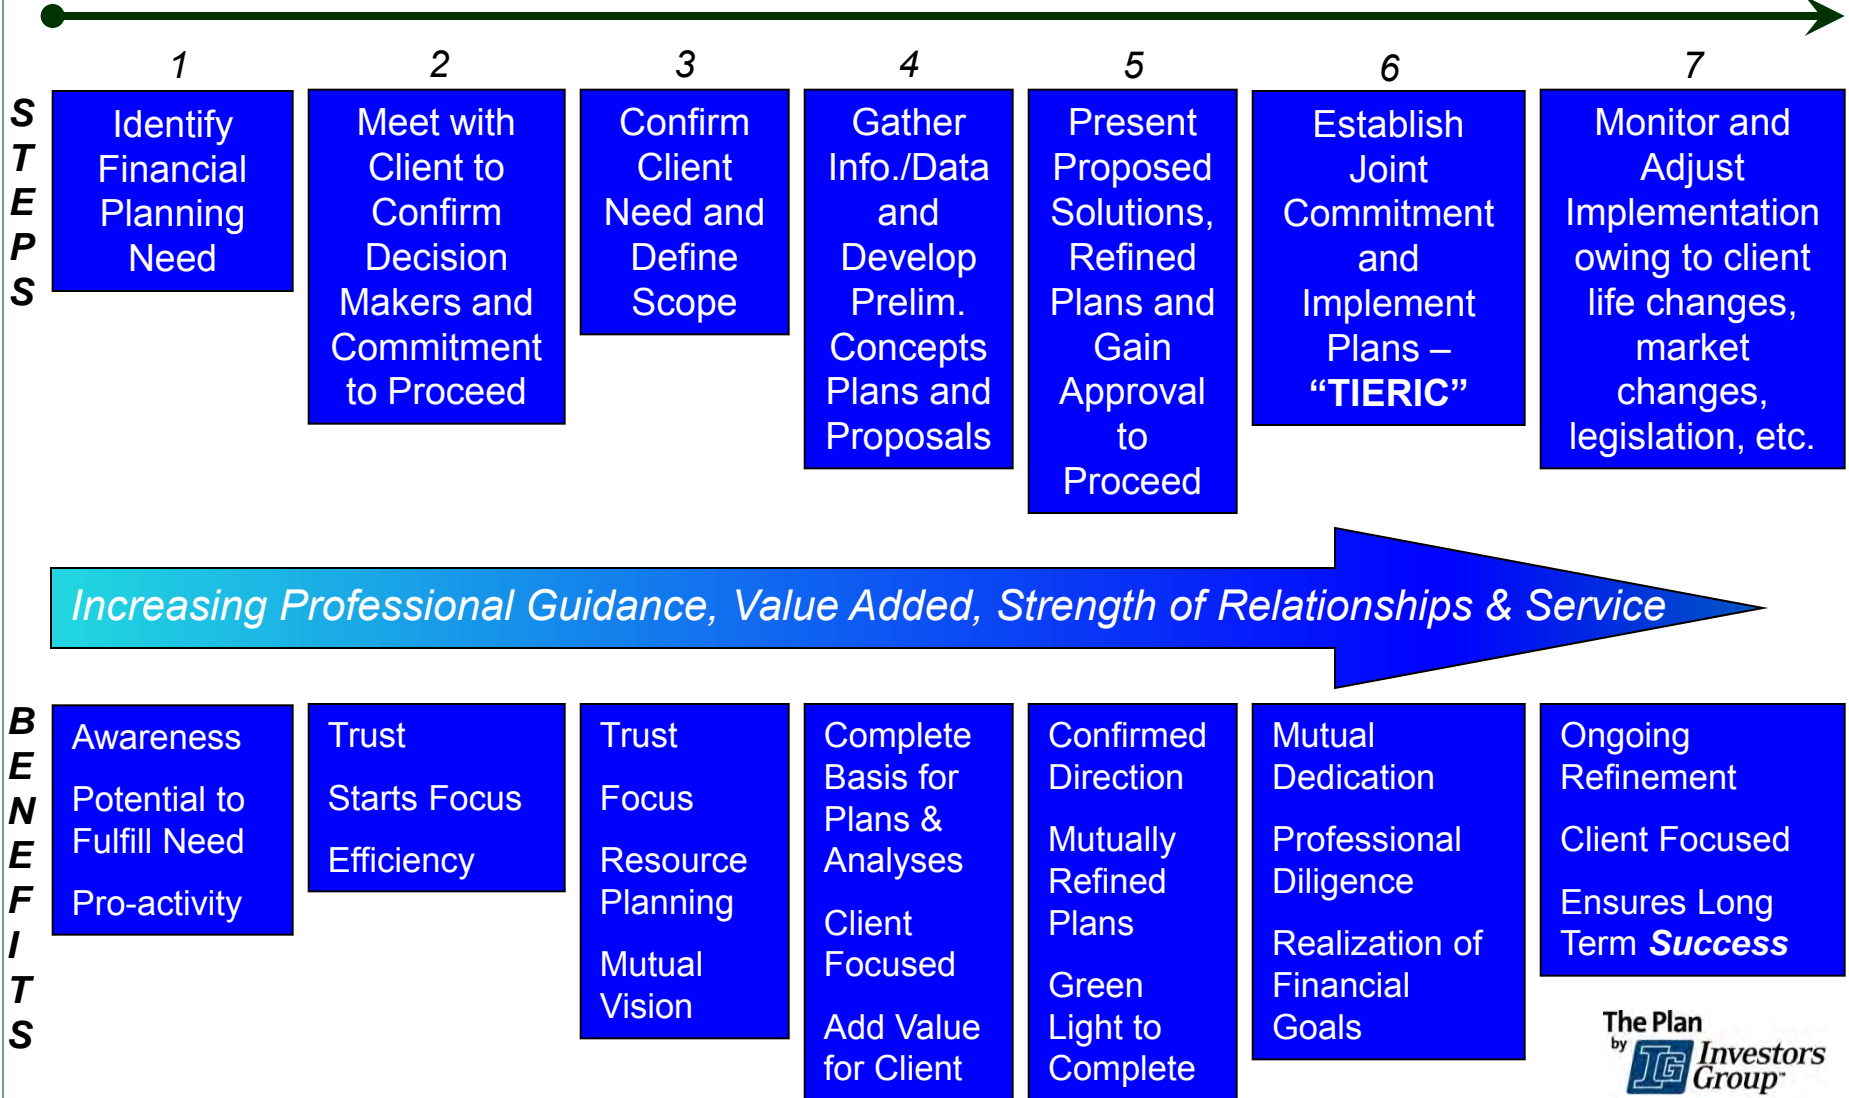 1
2
3
4
5
6
7
STEPS
Identify
Financial
Planning
Need
Meet with
Client to
Confirm
Decision
Makers and
Commitment
to Proceed
Confirm
Client
Need and
Define
Scope
Gather
Info./Data
and
Develop
Prelim.
Concepts
Plans and
Proposals
Present
Proposed
Solutions,
Refined
Plans and
Gain
Approval
to
Proceed
Establish
Joint
Commitment
and
Implement
Plans –
“TIERIC”
Monitor and
Adjust
Implementation
owing to client
life changes,
market
changes,
legislation, etc.
Increasing Professional Guidance, Value Added, Strength of Relationships & Service
BENEFITS
Awareness
Potential to
Fulfill Need
Pro-activity
Trust
Starts Focus
Efficiency
Trust
Focus
Resource
Planning
Mutual
Vision
Complete
Basis for
Plans &
Analyses
Client
Focused
Add Value
for Client
Confirmed
Direction
Mutually
Refined
Plans
Green
Light to
Complete
Mutual
Dedication
Professional
Diligence
Realization of
Financial
Goals
Ongoing
Refinement
Client Focused
Ensures Long
Term Success
The Plan
by
IG
Investors
Group™